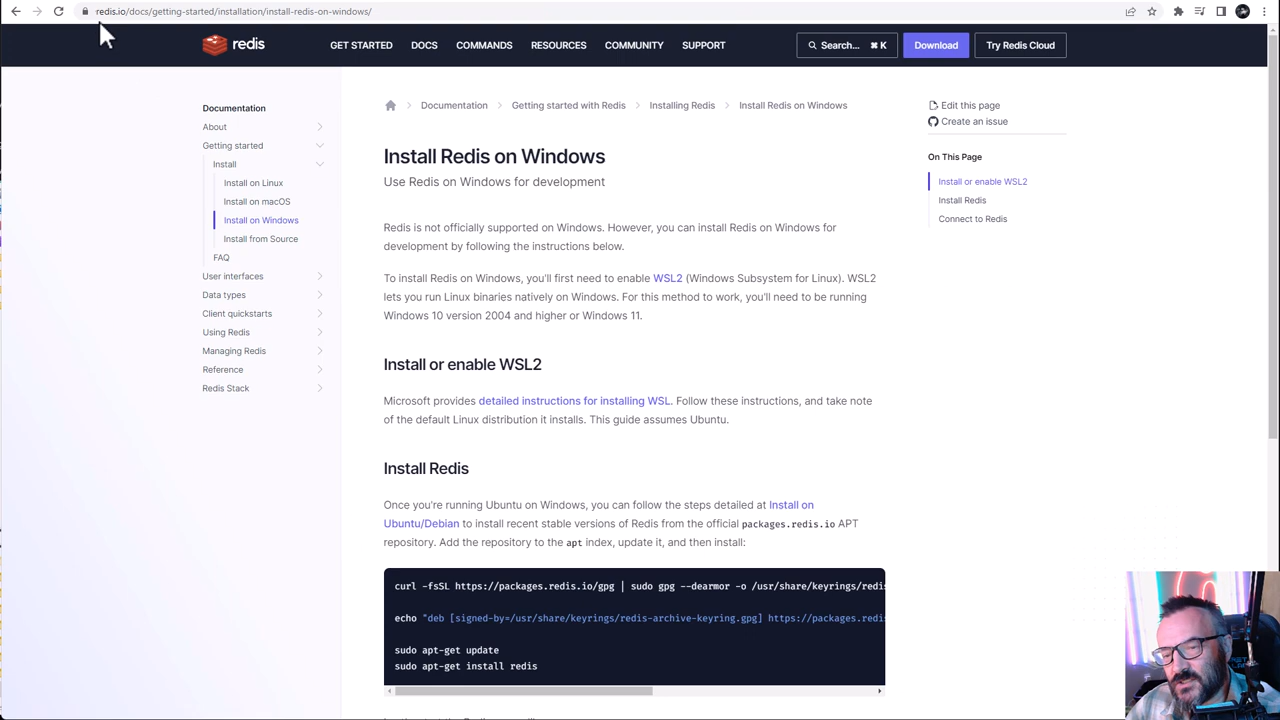 redis.io/docs/getting-started/installation/install-redis-on-windows/
redis
GET STARTED
DOCS
COMMANDS
RESOURCES
COMMUNITY
SUPPORT
Search... ⌘ K
Download
Try Redis Cloud
Documentation
About
Getting started
Install
Install on Linux
Install on macOS
Install on Windows
Install from Source
FAQ
User interfaces
Data types
Client quickstarts
Using Redis
Managing Redis
Reference
Redis Stack
Documentation
Getting started with Redis
Installing Redis
Install Redis on Windows
Install Redis on Windows
Use Redis on Windows for development
Redis is not officially supported on Windows. However, you can install Redis on Windows for
development by following the instructions below.
To install Redis on Windows, you'll first need to enable WSL2 (Windows Subsystem for Linux). WSL2
lets you run Linux binaries natively on Windows. For this method to work, you'll need to be running
Windows 10 version 2004 and higher or Windows 11.
Install or enable WSL2
Microsoft provides detailed instructions for installing WSL. Follow these instructions, and take note
of the default Linux distribution it installs. This guide assumes Ubuntu.
Install Redis
Once you're running Ubuntu on Windows, you can follow the steps detailed at Install on
Ubuntu/Debian to install recent stable versions of Redis from the official packages.redis.io APT
repository. Add the repository to the apt index, update it, and then install:
curl -fsSL https://packages.redis.io/gpg | sudo gpg --dearmor -o /usr/share/keyrings/redis
echo "deb [signed-by=/usr/share/keyrings/redis-archive-keyring.gpg] https://packages.redis
sudo apt-get update
sudo apt-get install redis
Edit this page
Create an issue
On This Page
Install or enable WSL2
Install Redis
Connect to Redis